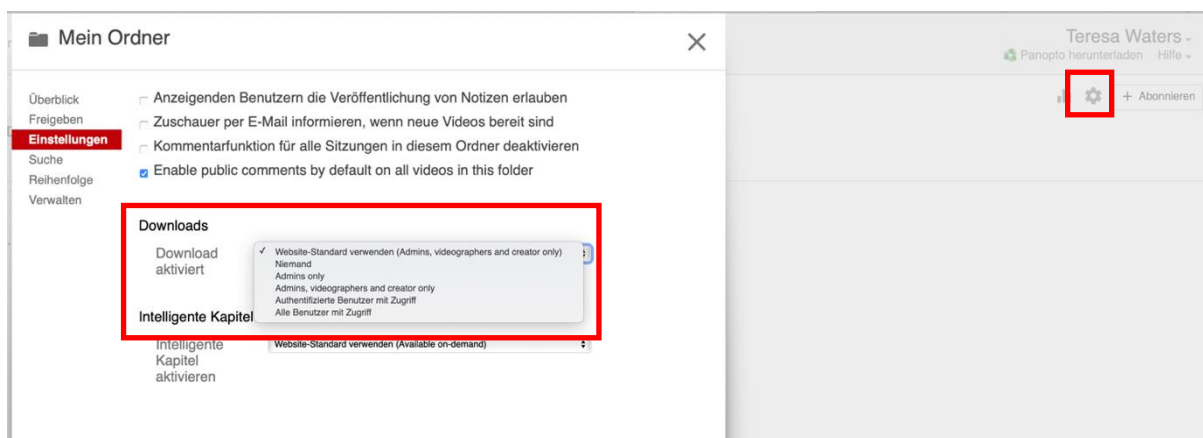 Mein Ordner
Teresa Waters
Panopto herunterladen Hilfe
+ Abonnieren
Überblick
Freigeben
Einstellungen
Suche
Reihenfolge
Verwalten
Anzeigenden Benutzern die Veröffentlichung von Notizen erlauben
Zuschauer per E-Mail informieren, wenn neue Videos bereit sind
Kommentarfunktion für alle Sitzungen in diesem Ordner deaktivieren
Enable public comments by default on all videos in this folder
Downloads
Download
aktiviert
✓ Website-Standard verwenden (Admins, videographers and creator only)
Niemand
Admins only
Admins, videographers and creator only
Authentifizierte Benutzer mit Zugriff
Alle Benutzer mit Zugriff
Intelligente Kapitel
Intelligente
Kapitel
aktivieren
Website-Standard verwenden (Available on-demand)